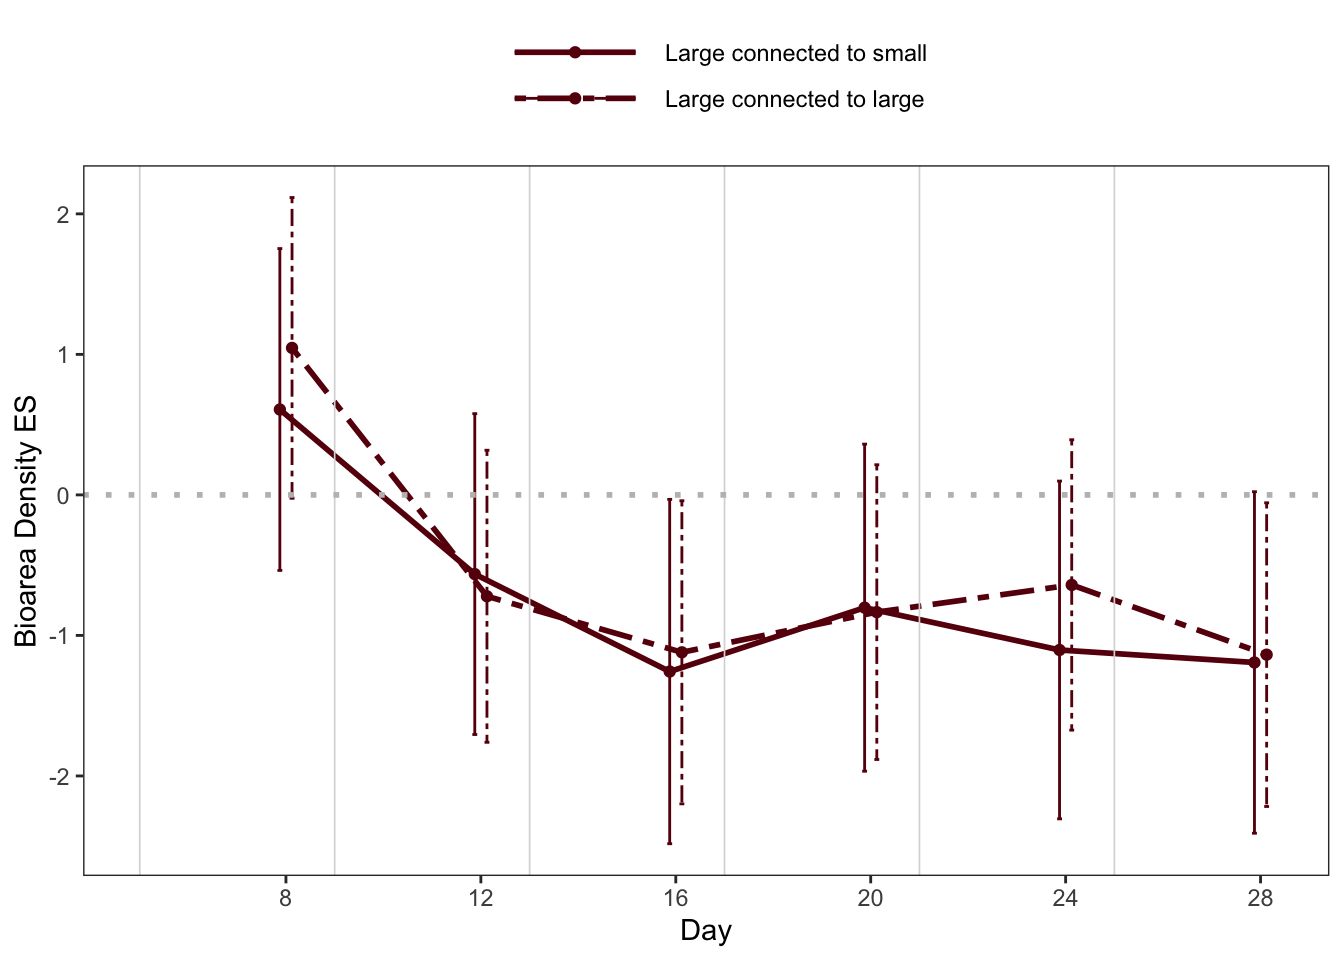 Large connected to small
Large connected to large
Bioarea Density ES
2
1
0
-1
-2
8 12 16 20 24 28
Day